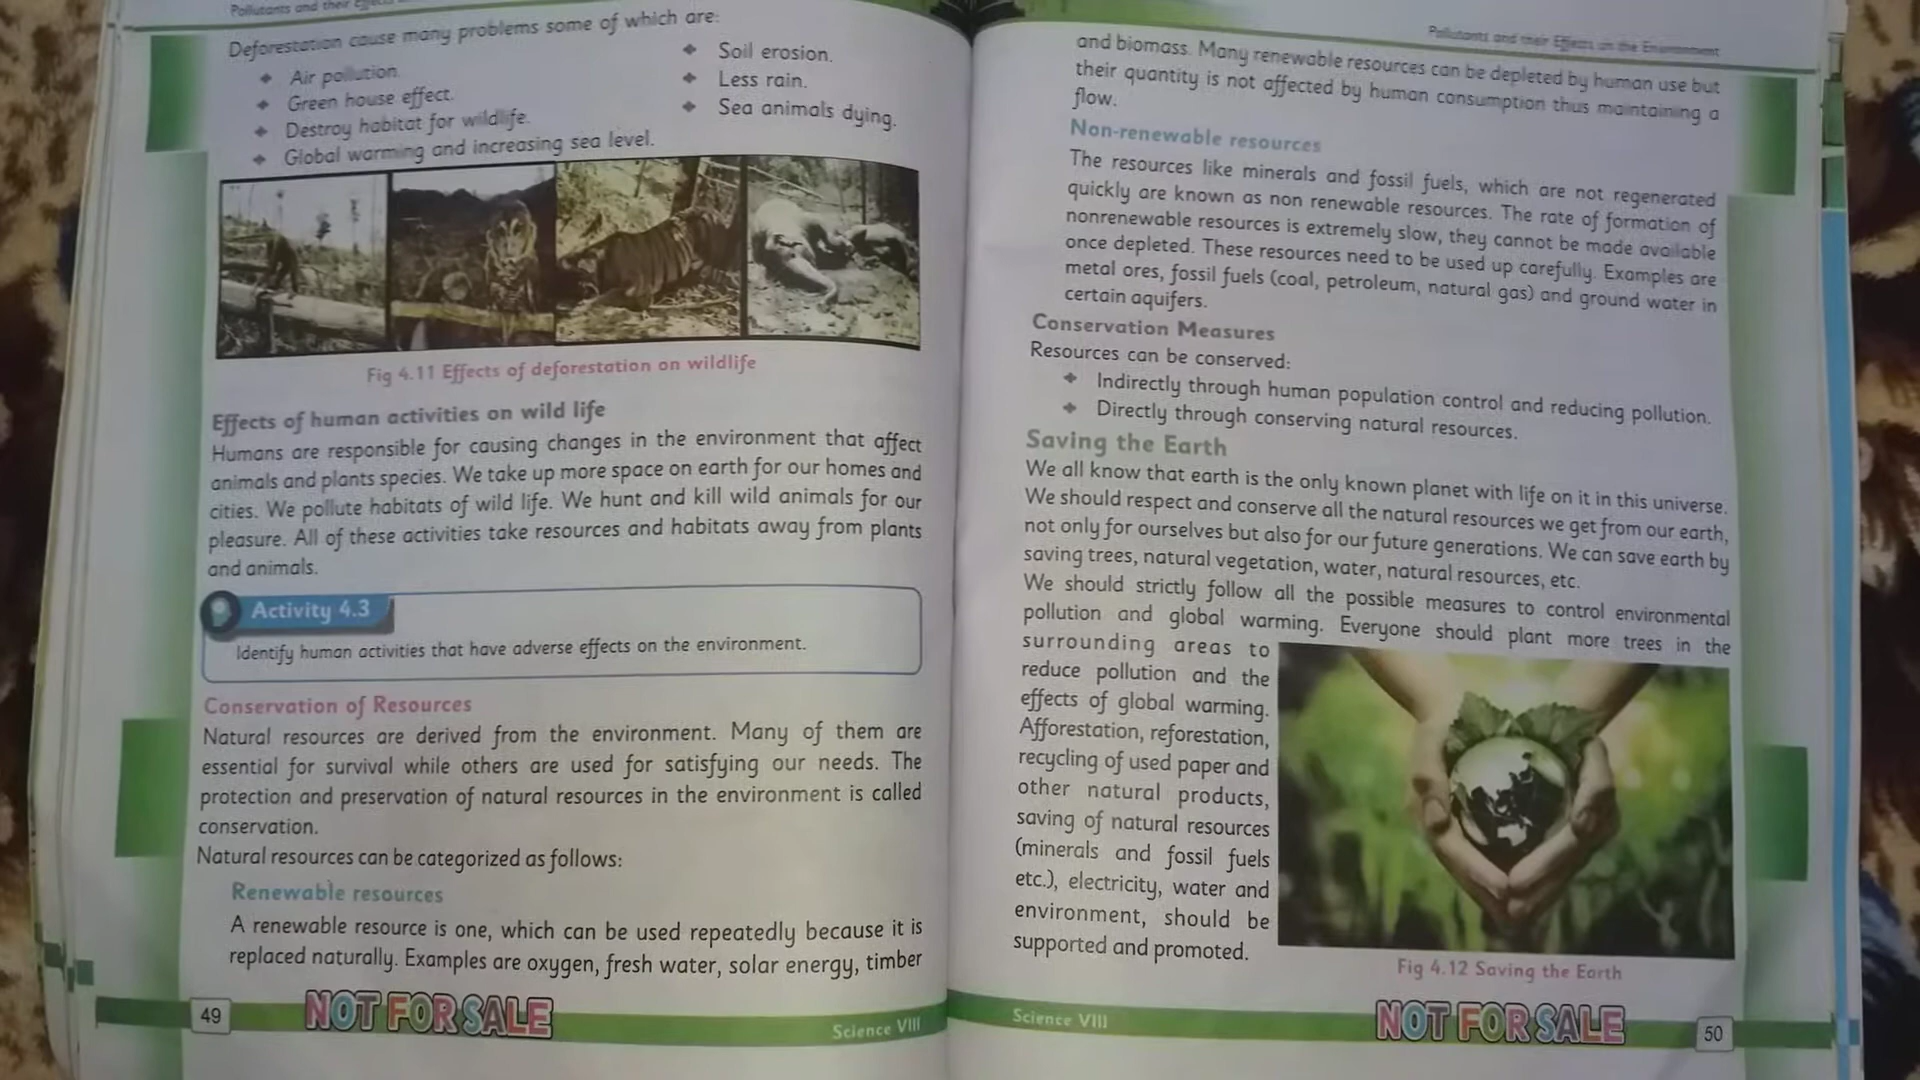 Pollutants and their Effects
Deforestation cause many problems some of which are:
Air pollution.
Green house effect.
Destroy habitat for wildlife.
Global warming and increasing sea level.
Soil erosion.
Less rain.
Sea animals dying.
Fig 4.11 Effects of deforestation on wildlife
Effects of human activities on wild life
Humans are responsible for causing changes in the environment that affect
animals and plants species. We take up more space on earth for our homes and
cities. We pollute habitats of wild life. We hunt and kill wild animals for our
pleasure. All of these activities take resources and habitats away from plants
and animals.
Activity 4.3
Identify human activities that have adverse effects on the environment.
Conservation of Resources
Natural resources are derived from the environment. Many of them are
essential for survival while others are used for satisfying our needs. The
protection and preservation of natural resources in the environment is called
conservation.
Natural resources can be categorized as follows:
Renewable resources
A renewable resource is one, which can be used repeatedly because it is
replaced naturally. Examples are oxygen, fresh water, solar energy, timber
49
NOT FOR SALE
Science VIII
Pollutants and their Effects on the Environment
and biomass. Many renewable resources can be depleted by human use but
their quantity is not affected by human consumption thus maintaining a
flow.
Non-renewable resources
The resources like minerals and fossil fuels, which are not regenerated
quickly are known as non renewable resources. The rate of formation of
nonrenewable resources is extremely slow, they cannot be made available
once depleted. These resources need to be used up carefully. Examples are
metal ores, fossil fuels (coal, petroleum, natural gas) and ground water in
certain aquifers.
Conservation Measures
Resources can be conserved:
Indirectly through human population control and reducing pollution.
Directly through conserving natural resources.
Saving the Earth
We all know that earth is the only known planet with life on it in this universe.
We should respect and conserve all the natural resources we get from our earth,
not only for ourselves but also for our future generations. We can save earth by
saving trees, natural vegetation, water, natural resources, etc.
We should strictly follow all the possible measures to control environmental
pollution and global warming. Everyone should plant more trees in the
surrounding areas to
reduce pollution and the
effects of global warming.
Afforestation, reforestation,
recycling of used paper and
other natural products,
saving of natural resources
(minerals and fossil fuels
etc.), electricity, water and
environment, should be
supported and promoted.
Fig 4.12 Saving the Earth
Science VIII
NOT FOR SALE
50